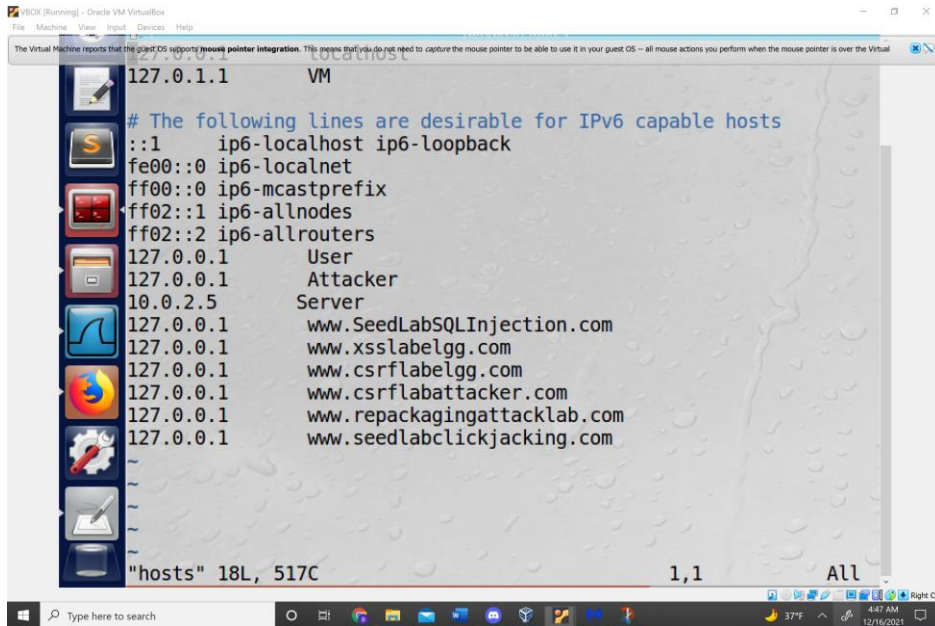 VBOX [Running] - Oracle VM VirtualBox
File Machine View Input Devices Help
The Virtual Machine reports that the guest OS supports mouse pointer integration. This means that you do not need to capture the mouse pointer to be able to use it in your guest OS -- all mouse actions you perform when the mouse pointer is over the Virtual
127.0.0.1 localhost
127.0.1.1 VM
# The following lines are desirable for IPv6 capable hosts
::1 ip6-localhost ip6-loopback
fe00::0 ip6-localnet
ff00::0 ip6-mcastprefix
ff02::1 ip6-allnodes
ff02::2 ip6-allrouters
127.0.0.1 User
127.0.0.1 Attacker
10.0.2.5 Server
127.0.0.1 www.SeedLabSQLInjection.com
127.0.0.1 www.xsslabelgg.com
127.0.0.1 www.csrflabelgg.com
127.0.0.1 www.csrflabattacker.com
127.0.0.1 www.repackagingattacklab.com
127.0.0.1 www.seedlabclickjacking.com
~
~
~
~
~
"hosts" 18L, 517C 1,1 All
Right C
Type here to search 37°F 4:47 AM
12/16/2021